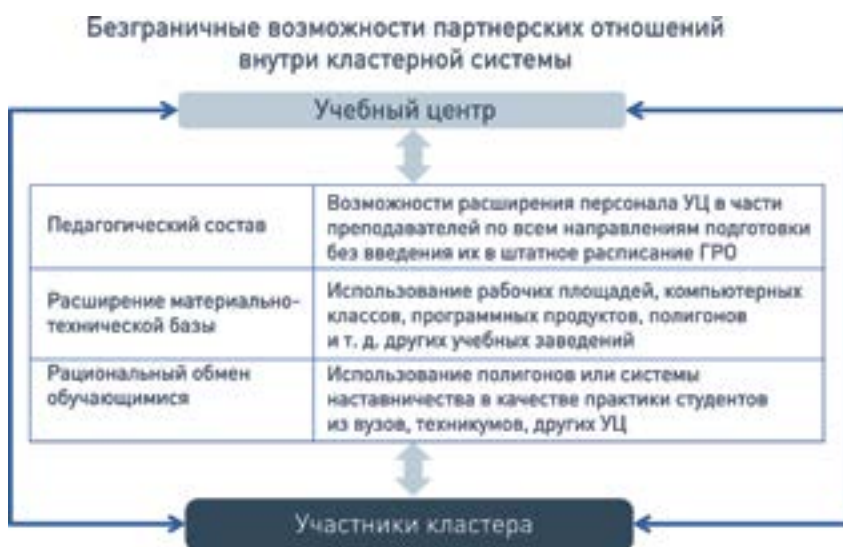 Безграничные возможности партнерских отношений
внутри кластерной системы
Учебный центр
Педагогический состав
Возможности расширения персонала УЦ в части
преподавателей по всем направлениям подготовки
без введения их в штатное расписание ГРО
Расширение материально-
технической базы
Использование рабочих площадей, компьютерных
классов, программных продуктов, полигонов
и т. д. других учебных заведений
Рациональный обмен
обучающимися
Использование полигонов или системы
наставничества в качестве практики студентов
из вузов, техникумов, других УЦ
Участники кластера